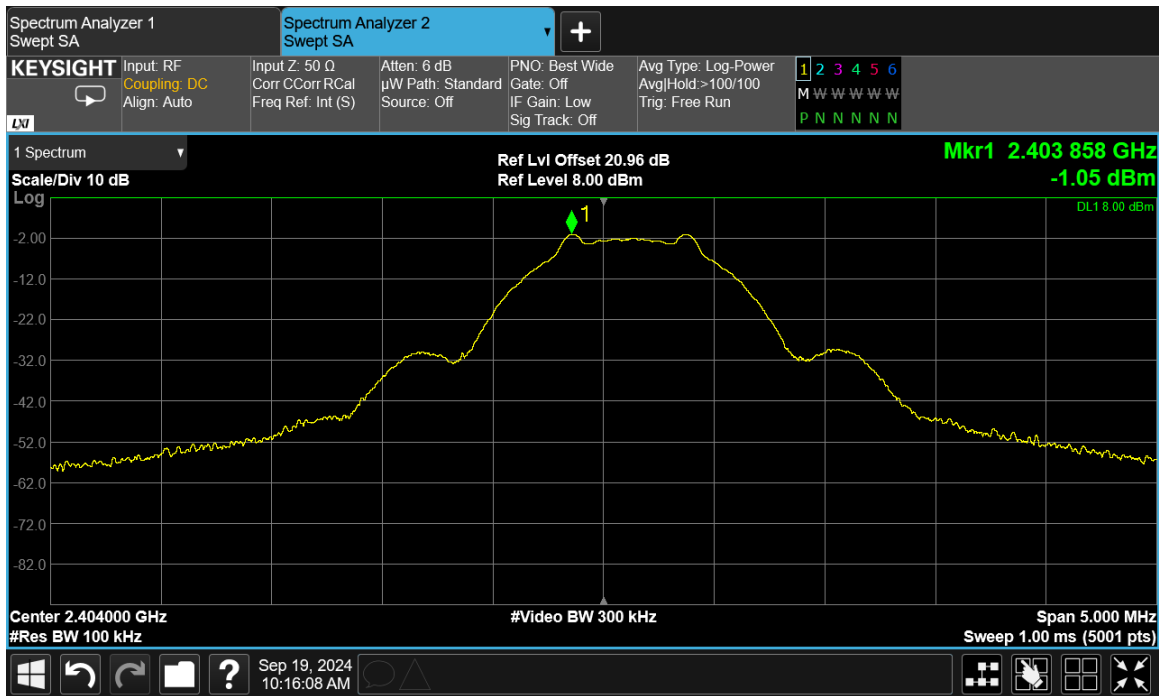 Spectrum Analyzer 1
Swept SA
Spectrum Analyzer 2
Swept SA
KEYSIGHT
LXI
Input: RF
Coupling: DC
Align: Auto
Input Z: 50 Ω
Corr CCorr RCal
Freq Ref: Int (S)
Atten: 6 dB
µW Path: Standard
Source: Off
PNO: Best Wide
Gate: Off
IF Gain: Low
Sig Track: Off
Avg Type: Log-Power
Avg|Hold:>100/100
Trig: Free Run
1 2 3 4 5 6
M W W W W W
P N N N N N
1 Spectrum
Scale/Div 10 dB
Log
Ref Lvl Offset 20.96 dB
Ref Level 8.00 dBm
Mkr1 2.403 858 GHz
-1.05 dBm
DL1 8.00 dBm
1
-2.00
-12.0
-22.0
-32.0
-42.0
-52.0
-62.0
-72.0
-82.0
Center 2.404000 GHz
#Res BW 100 kHz
#Video BW 300 kHz
Span 5.000 MHz
Sweep 1.00 ms (5001 pts)
?
Sep 19, 2024
10:16:08 AM